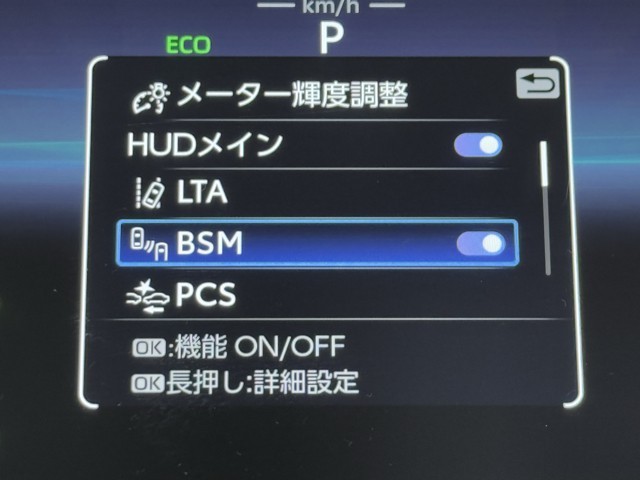 km/h
ECO
P
メーター輝度調整
HUDメイン
LTA
BSM
PCS
OK:機能 ON/OFF
OK長押し:詳細設定